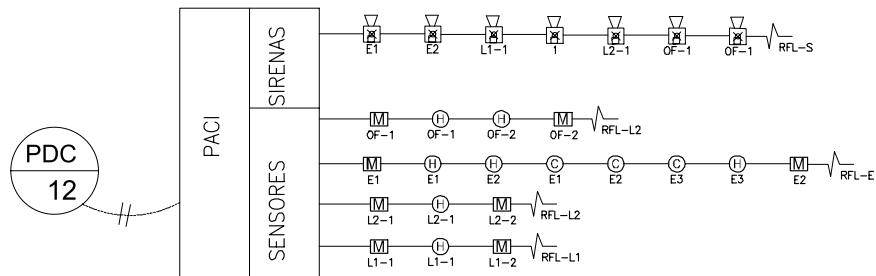 E1 E2 L1-1 1 L2-1 OF-1 OF-1 RFL-S
SIRENAS
PACI
M H H M
OF-1 OF-1 OF-2 OF-2 RFL-L2
PDC
12
M H H C C C H M
E1 E1 E2 E1 E2 E3 E3 E2 RFL-E
SENSORES
M H M
L2-1 L2-1 L2-2 RFL-L2
M H M
L1-1 L1-1 L1-2 RFL-L1